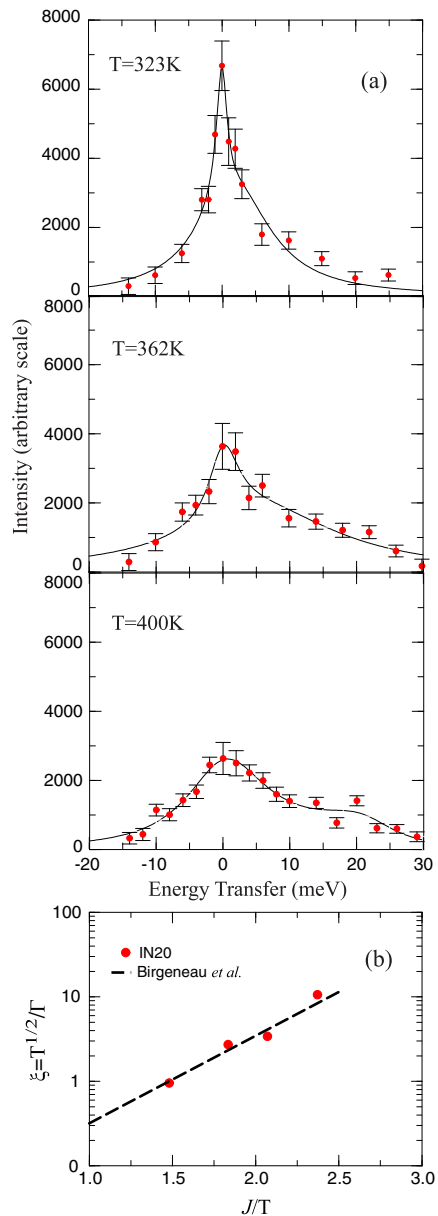 8000
T=323K
(a)
6000
4000
2000
0
8000
T=362K
6000
4000
2000
0
8000
T=400K
6000
4000
2000
0
Intensity (arbitrary scale)
-20 -10 0 10 20 30
Energy Transfer (meV)
100
IN20
(b)
Birgeneau et al.
10
1
0
ξ=T^{1/2}/Γ
1.0 1.5 2.0 2.5 3.0
J/T